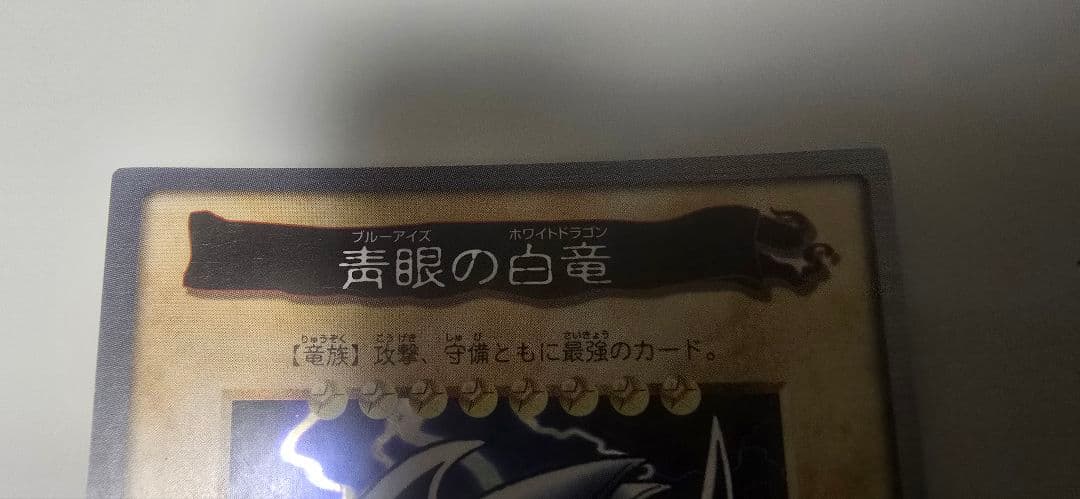 ブルーアイズ ホワイトドラゴン
青眼の白竜
りゅうぞく こうげき しゅ び さいきょう
【竜族】攻撃、守備ともに最強のカード。